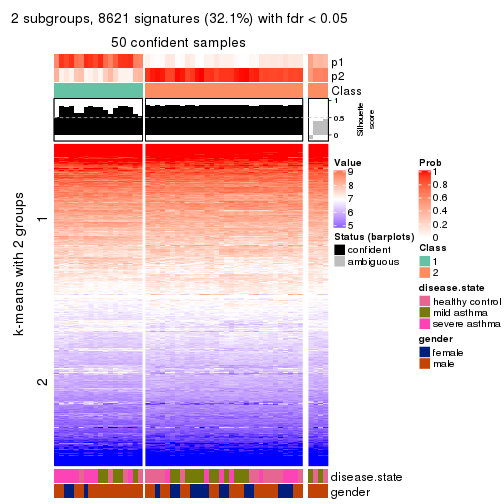 2 subgroups, 8621 signatures (32.1%) with fdr < 0.05
50 confident samples
p1
p2
Class
1
0.5
0
Silhouette
score
k-means with 2 groups
1
2
disease.state
gender
Value
9
8
7
6
5
Status (barplots)
confident
ambiguous
Prob
1
0.8
0.6
0.4
0.2
0
Class
1
2
disease.state
healthy control
mild asthma
severe asthma
gender
female
male